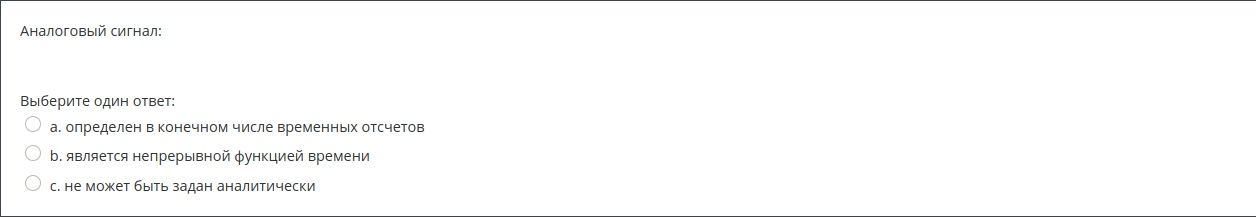 Аналоговый сигнал:
Выберите один ответ:
a. определен в конечном числе временных отсчетов
b. является непрерывной функцией времени
c. не может быть задан аналитически